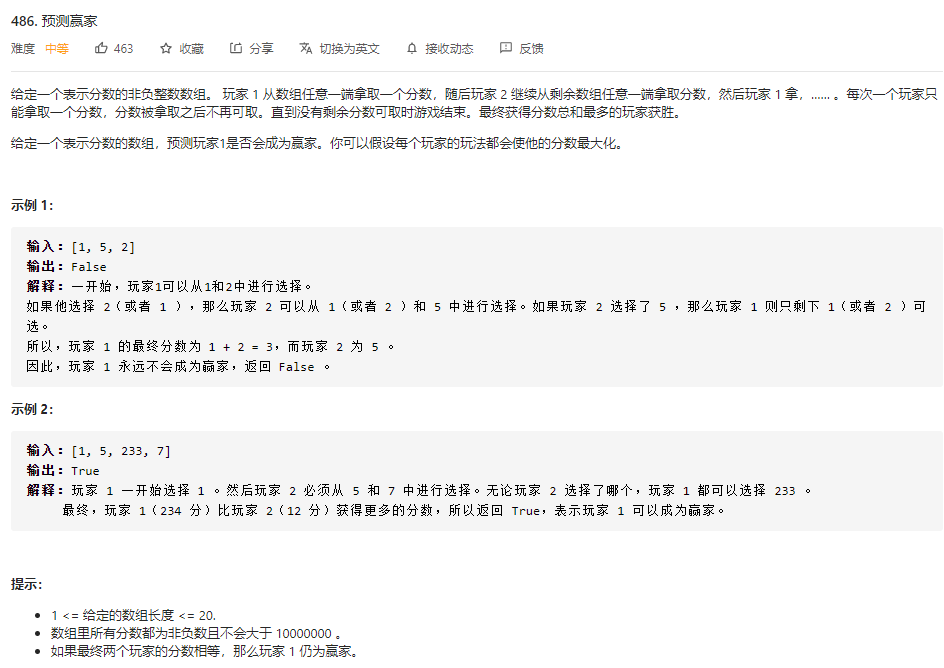 486. 预测赢家
难度 中等 463 收藏 分享 切换为英文 接收动态 反馈
给定一个表示分数的非负整数数组。 玩家 1 从数组任意一端拿取一个分数，随后玩家 2 继续从剩余数组任意一端拿取分数，然后玩家 1 拿，…… 。每次一个玩家只
能拿取一个分数，分数被拿取之后不再可取。直到没有剩余分数可取时游戏结束。最终获得分数总和最多的玩家获胜。
给定一个表示分数的数组，预测玩家1是否会成为赢家。你可以假设每个玩家的玩法都会使他的分数最大化。
示例 1：
输入：[1, 5, 2]
输出：False
解释：一开始，玩家1可以从1和2中进行选择。
如果他选择 2（或者 1 ），那么玩家 2 可以从 1（或者 2 ）和 5 中进行选择。如果玩家 2 选择了 5 ，那么玩家 1 则只剩下 1（或者 2 ）可
选。
所以，玩家 1 的最终分数为 1 + 2 = 3，而玩家 2 为 5 。
因此，玩家 1 永远不会成为赢家，返回 False 。
示例 2：
输入：[1, 5, 233, 7]
输出：True
解释：玩家 1 一开始选择 1 。然后玩家 2 必须从 5 和 7 中进行选择。无论玩家 2 选择了哪个，玩家 1 都可以选择 233 。
最终，玩家 1（234 分）比玩家 2（12 分）获得更多的分数，所以返回 True，表示玩家 1 可以成为赢家。
提示：
• 1 <= 给定的数组长度 <= 20.
• 数组里所有分数都为非负数且不会大于 10000000 。
• 如果最终两个玩家的分数相等，那么玩家 1 仍为赢家。